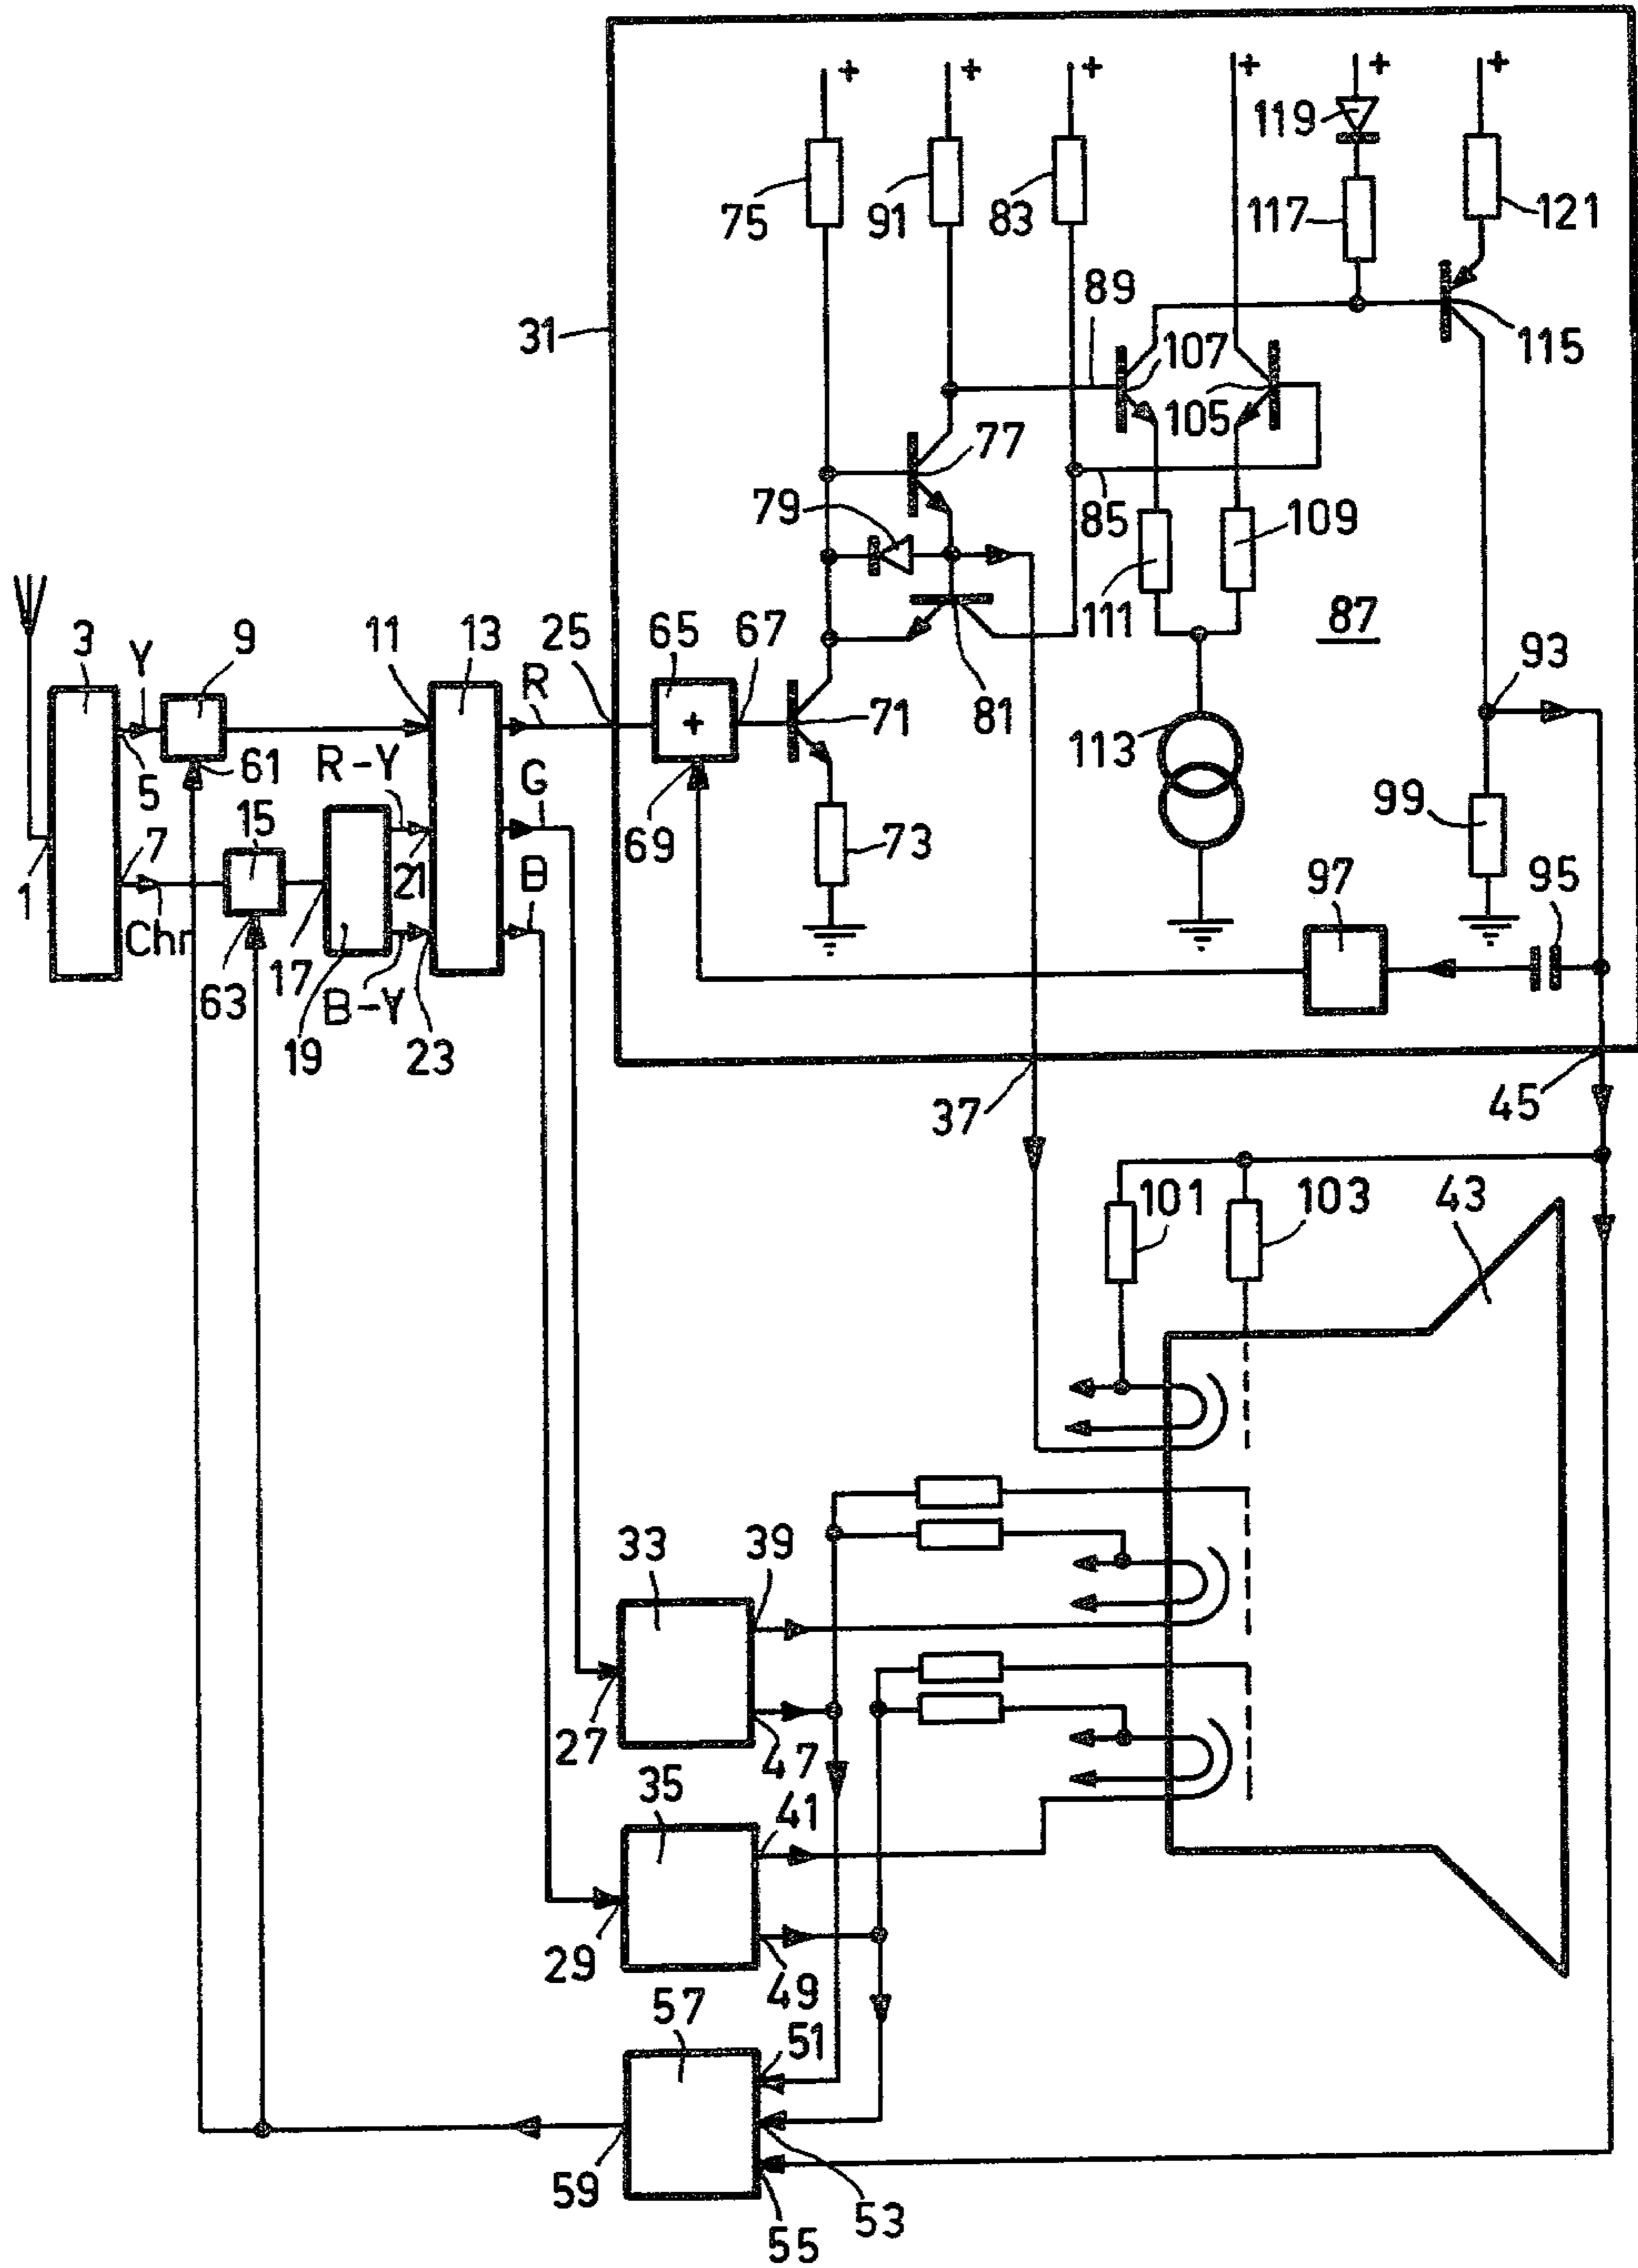 + + + + + +
119
75 91 83 117 121
89
31 107 115
105
77
79 85 109
111 87
3 Y 9 11 13 25 65 67 93
R
+
71 81
113
5 61 R-Y G
15 69 73 99
1 7 21 B 97 95
Chr
63 17 B-Y
19 23
37 45
101 103 43
33 39
27 47
35 41
29 49
57 51
59 53
55